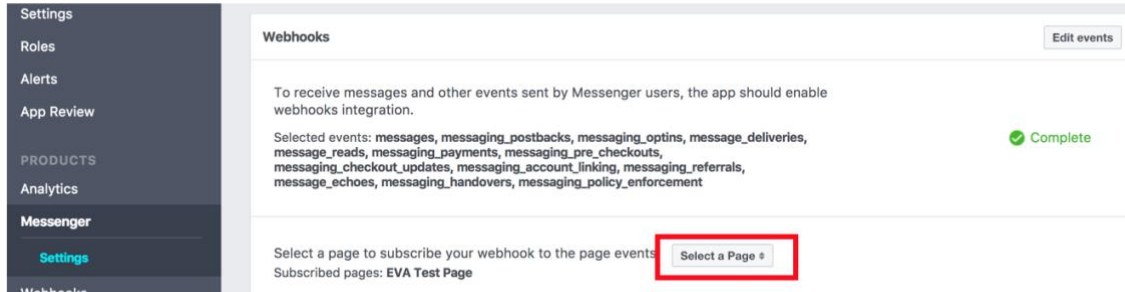 Settings
Roles
Alerts
App Review
PRODUCTS
Analytics
Messenger
Settings
Webhooks
Webhooks
Edit events
To receive messages and other events sent by Messenger users, the app should enable
webhooks integration.
Selected events: messages, messaging_postbacks, messaging_optins, message_deliveries,
message_reads, messaging_payments, messaging_pre_checkouts,
messaging_checkout_updates, messaging_account_linking, messaging_referrals,
message_echoes, messaging_handovers, messaging_policy_enforcement
Complete
Select a page to subscribe your webhook to the page events
Select a Page
Subscribed pages: EVA Test Page